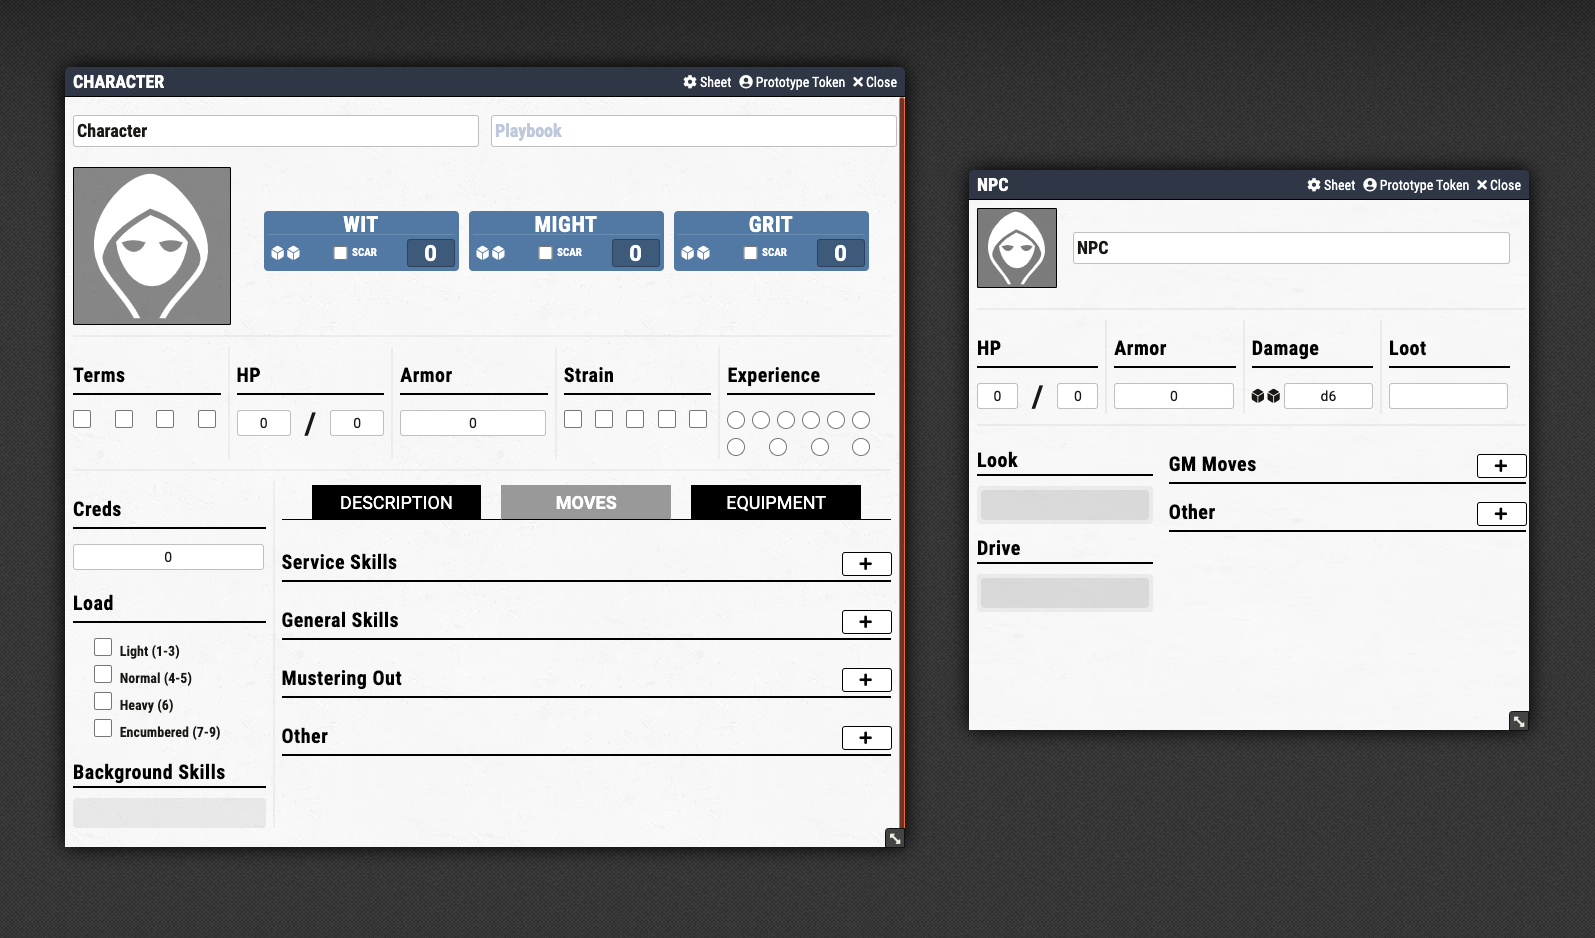 CHARACTER
Sheet Prototype Token Close
Character
Playbook
WIT
SCAR 0
MIGHT
SCAR 0
GRIT
SCAR 0
Terms
HP
0 / 0
Armor
0
Strain
Experience
Creds
0
Load
Light (1-3)
Normal (4-5)
Heavy (6)
Encumbered (7-9)
Background Skills
DESCRIPTION MOVES EQUIPMENT
Service Skills +
General Skills +
Mustering Out +
Other +
NPC
Sheet Prototype Token Close
NPC
HP
0 / 0
Armor
0
Damage
d6
Loot
Look
Drive
GM Moves +
Other +